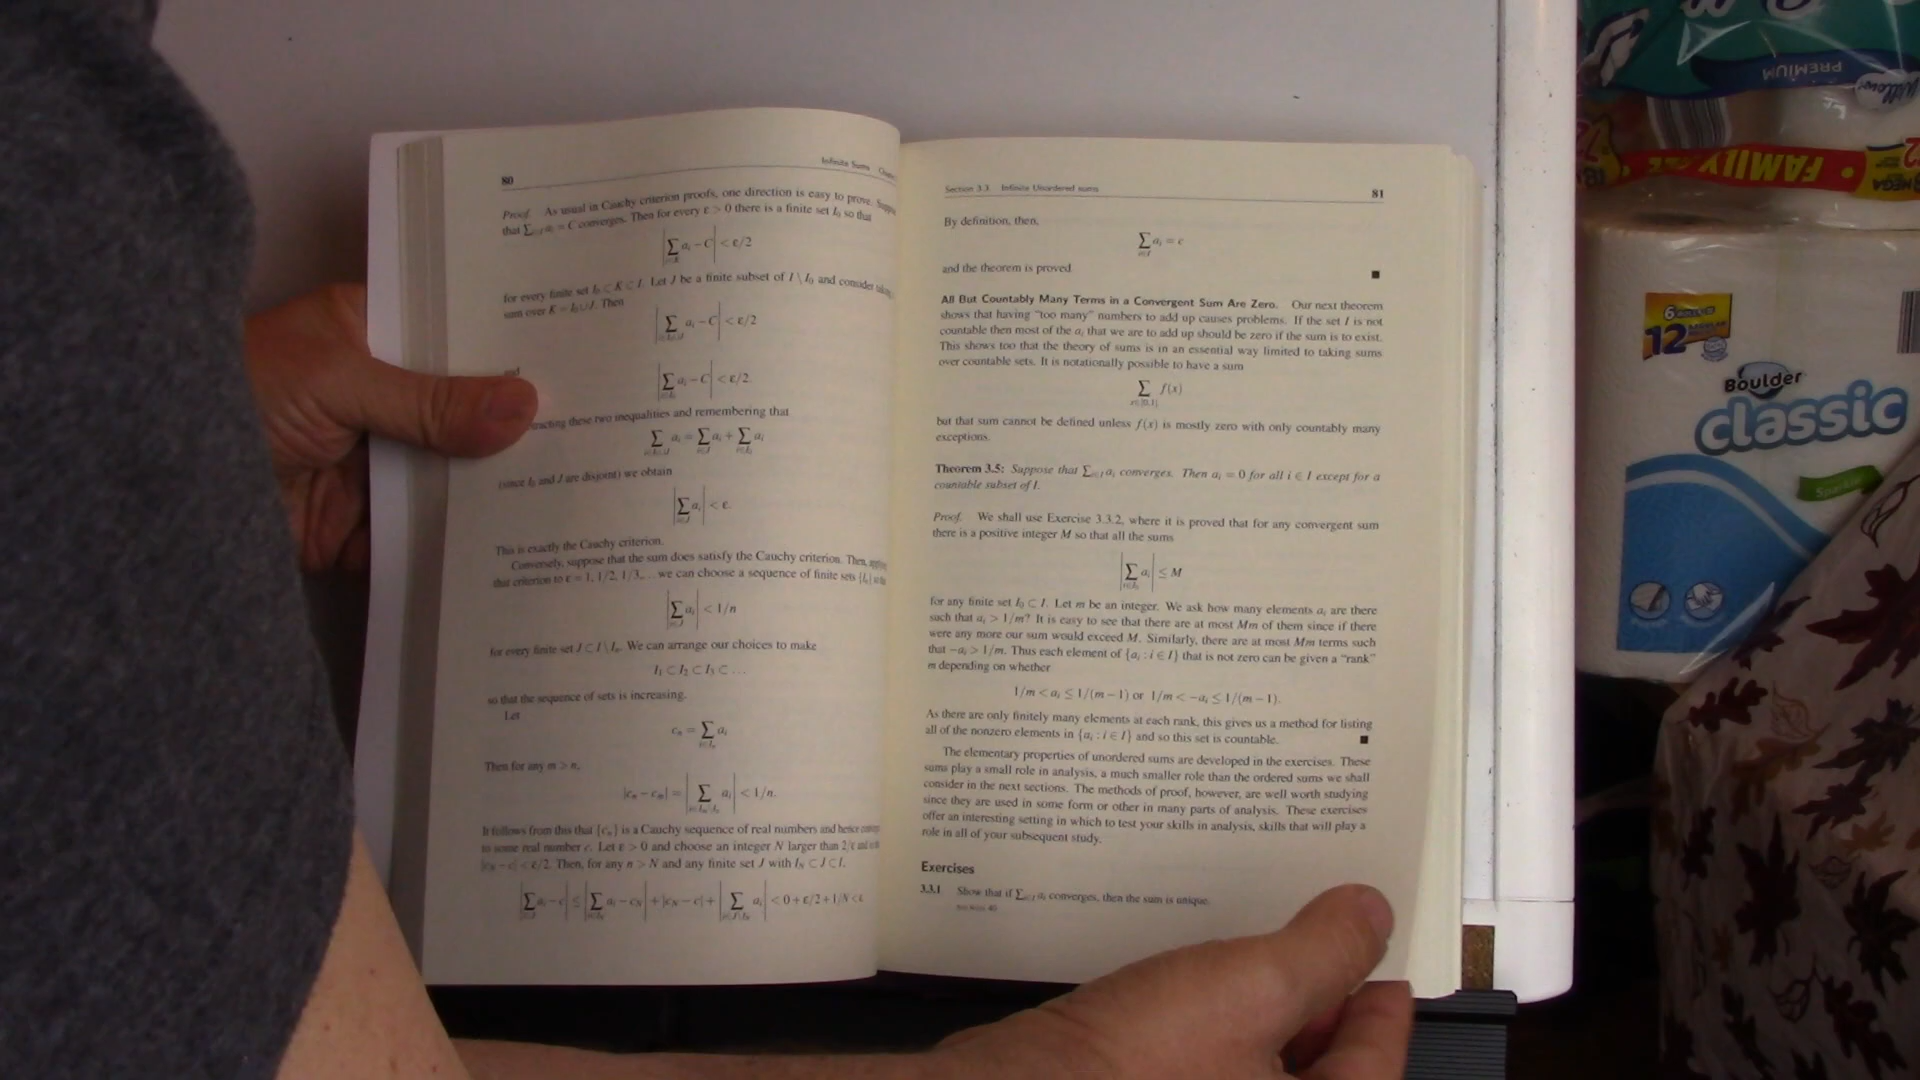 80
Infinite Sums
Proof. As usual in Cauchy criterion proofs, one direction is easy to prove.
that ∑_{i∈I} a_i = C converges. Then for every ε > 0 there is a finite set I_0 so that
|∑_{i∈K} a_i − C| < ε/2
for every finite set I_0 ⊂ K ⊂ I. Let J be a finite subset of I \ I_0 and consider
sum over K = I_0 ∪ J. Then
|∑_{i∈I_0∪J} a_i − C| < ε/2
and
|∑_{i∈I_0} a_i − C| < ε/2.
these two inequalities and remembering that
∑_{i∈I_0∪J} a_i = ∑_{i∈J} a_i + ∑_{i∈I_0} a_i
(since I_0 and J are disjoint) we obtain
|∑_{i∈J} a_i| < ε.
This is exactly the Cauchy criterion.
Conversely, suppose that the sum does satisfy the Cauchy criterion. Then,
that criterion to ε = 1, 1/2, 1/3, ... we can choose a sequence of finite sets {I_n}
|∑_{i∈J} a_i| < 1/n
for every finite set J ⊂ I \ I_n. We can arrange our choices to make
I_1 ⊂ I_2 ⊂ I_3 ⊂ ...
so that the sequence of sets is increasing.
Let
c_n = ∑_{i∈I_n} a_i
Then for any m > n,
|c_n − c_m| = |∑_{i∈I_m\I_n} a_i| < 1/n.
It follows from this that {c_n} is a Cauchy sequence of real numbers and hence
to some real number c. Let ε > 0 and choose an integer N larger than 2/ε and
|c_N − c| < ε/2. Then, for any n > N and any finite set J with I_N ⊂ J ⊂ I,
|∑_{i∈J} a_i − c| ≤ |∑_{i∈I_N} a_i − c_N| + |c_N − c| + |∑_{i∈J\I_N} a_i| < 0 + ε/2 + 1/N < ε.
Section 3.3. Infinite Unordered sums
81
By definition, then,
∑_{i∈I} a_i = c
and the theorem is proved.
■
All But Countably Many Terms in a Convergent Sum Are Zero. Our next theorem
shows that having "too many" numbers to add up causes problems. If the set I is not
countable then most of the a_i that we are to add up should be zero if the sum is to exist.
This shows too that the theory of sums is in an essential way limited to taking sums
over countable sets. It is notationally possible to have a sum
∑_{x∈[0,1]} f(x)
but that sum cannot be defined unless f(x) is mostly zero with only countably many
exceptions.
Theorem 3.5: Suppose that ∑_{i∈I} a_i converges. Then a_i = 0 for all i ∈ I except for a
countable subset of I.
Proof. We shall use Exercise 3.3.2, where it is proved that for any convergent sum
there is a positive integer M so that all the sums
|∑_{i∈I_0} a_i| ≤ M
for any finite set I_0 ⊂ I. Let m be an integer. We ask how many elements a_i are there
such that a_i > 1/m? It is easy to see that there are at most Mm of them since if there
were any more our sum would exceed M. Similarly, there are at most Mm terms such
that −a_i > 1/m. Thus each element of {a_i : i ∈ I} that is not zero can be given a "rank"
m depending on whether
1/m < a_i ≤ 1/(m − 1) or 1/m < −a_i ≤ 1/(m − 1).
As there are only finitely many elements at each rank, this gives us a method for listing
all of the nonzero elements in {a_i : i ∈ I} and so this set is countable. ■
The elementary properties of unordered sums are developed in the exercises. These
sums play a small role in analysis, a much smaller role than the ordered sums we shall
consider in the next sections. The methods of proof, however, are well worth studying
since they are used in some form or other in many parts of analysis. These exercises
offer an interesting setting in which to test your skills in analysis, skills that will play a
role in all of your subsequent study.
Exercises
3.3.1 Show that if ∑_{i∈I} a_i converges, then the sum is unique.
PREMIUM
FAMILY
MEGA
6
12
Boulder
classic